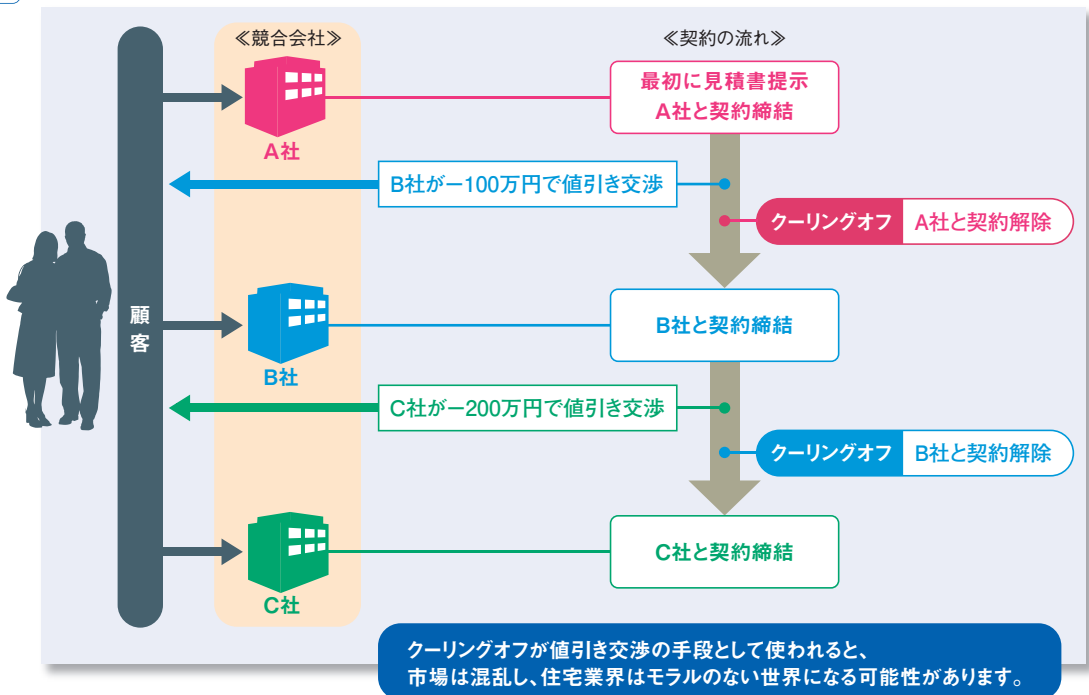 ≪競合会社≫
≪契約の流れ≫
最初に見積書提示
A社と契約締結
A社
B社が－100万円で値引き交渉
クーリングオフ
A社と契約解除
顧客
B社と契約締結
B社
C社が－200万円で値引き交渉
クーリングオフ
B社と契約解除
C社と契約締結
C社
クーリングオフが値引き交渉の手段として使われると、
市場は混乱し、住宅業界はモラルのない世界になる可能性があります。